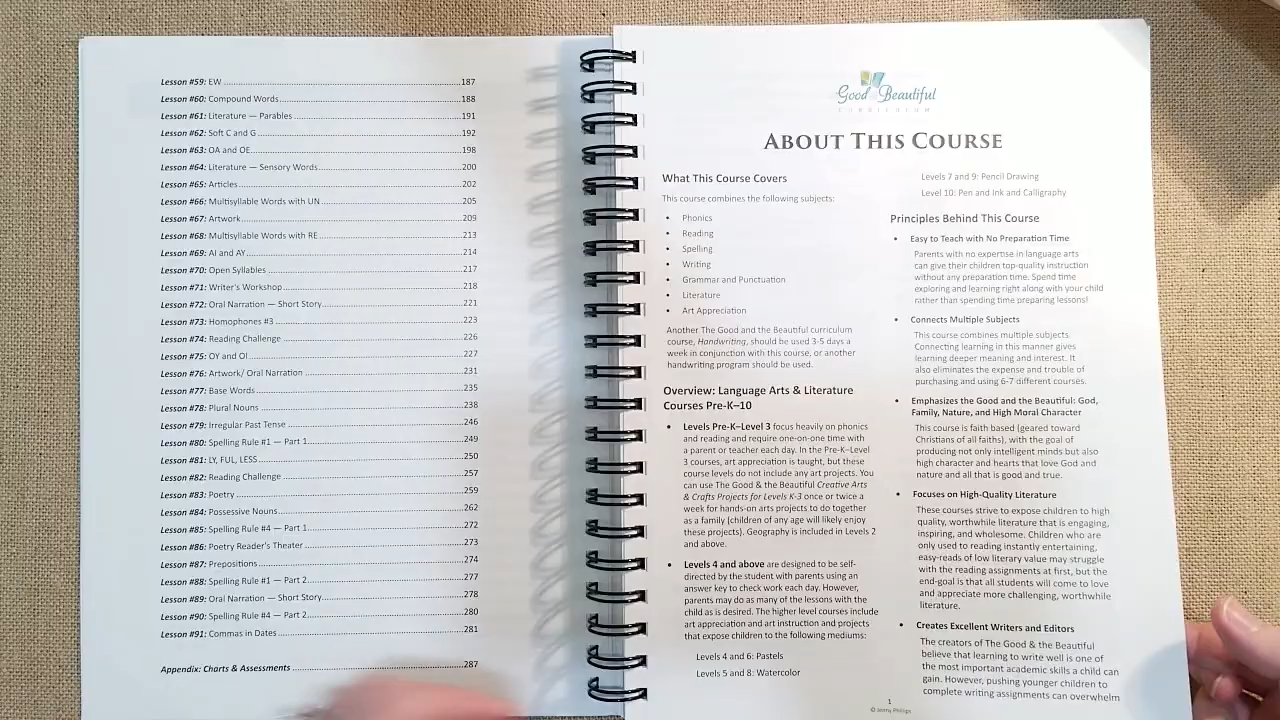 Lesson #59: EW 187
Lesson #60: Compound Words 188
Lesson #61: Literature — Parables 191
Lesson #62: Soft C and G 192
Lesson #63: OA and OE 198
Lesson #64: Literature — Sensory Words 200
Lesson #65: Articles 202
Lesson #66: Multisyllable Words with UN 205
Lesson #67: Artwork 209
Lesson #68: Multisyllable Words with RE 213
Lesson #69: AI and AY 214
Lesson #70: Open Syllables 217
Lesson #71: Writer's Workshop 218
Lesson #72: Oral Narration — Short Story 221
Lesson #73: Homophones #3 223
Lesson #74: Reading Challenge 226
Lesson #75: OY and OI 227
Lesson #76: Artwork/ Oral Narration 231
Lesson #77: Base Words 235
Lesson #78: Plural Nouns
Lesson #79: Irregular Past Tense 246
Lesson #80: Spelling Rule #1 — Part 1 249
Lesson #81: LY, FUL, LESS 250
Lesson #82: Reading Challenge 257
Lesson #83: Poetry 259
Lesson #84: Possessive Nouns 262
Lesson #85: Spelling Rule #4 — Part 1 272
Lesson #86: Poetry Reader's Theater 273
Lesson #87: Prepositions 274
Lesson #88: Spelling Rule #1 — Part 2 277
Lesson #89: Oral Narration — Short Story 278
Lesson #90: Spelling Rule #4 — Part 2 280
Lesson #91: Commas in Dates 281
Appendix: Charts & Assessments 287
Good Beautiful
CURRICULUM
ABOUT THIS COURSE
What This Course Covers
This course combines the following subjects:
• Phonics
• Reading
• Spelling
• Writing
• Grammar and Punctuation
• Literature
• Art Appreciation
Another The Good and the Beautiful curriculum
course, Handwriting, should be used 3-5 days a
week in conjunction with this course, or another
handwriting program should be used.
Overview: Language Arts & Literature
Courses Pre-K–10
• Levels Pre-K–Level 3 focus heavily on phonics
and reading and require one-on-one time with
a parent or teacher each day. In the Pre-K–Level
3 courses, art appreciation is taught, but these
course levels do not include any art projects. You
can use The Good & the Beautiful Creative Arts
& Crafts Projects for Levels K-3 once or twice a
week for hands-on arts projects to do together
as a family (children of any age will likely enjoy
these projects). Geography is included in Levels 2
and above.
• Levels 4 and above are designed to be self-
directed by the student with parents using an
answer key to check work each day. However,
parents may do as many of the lessons with the
child as is desired. The higher level courses include
art appreciation and art instruction and projects
that expose children to the following mediums:
Levels 4 and 6: Pastels
Levels 5 and 8: Watercolor
Levels 7 and 9: Pencil Drawing
Level 10: Pen and Ink and Calligraphy
Principles Behind This Course
• Easy to Teach with No Preparation Time
Parents with no expertise in language arts
can give their children top-quality instruction
without any preparation time. Spend time
exploring and learning right along with your child
rather than spending time preparing lessons!
• Connects Multiple Subjects
This course combines multiple subjects.
Connecting learning in this manner gives
learning deeper meaning and interest. It
also eliminates the expense and trouble of
purchasing and using 6-7 different courses.
• Emphasizes the Good and the Beautiful: God,
Family, Nature, and High Moral Character
This course is faith based (geared toward
Christians of all faiths), with the goal of
producing not only intelligent minds but also
high character and hearts that love God and
nature and all that is good and true.
• Focuses on High-Quality Literature
These courses strive to expose children to high
quality, worthwhile literature that is engaging,
inspiring, and wholesome. Children who are
only used to reading instantly entertaining,
easy-reads of low literary value may struggle
with the reading assignments at first, but the
end-goal is that all students will come to love
and appreciate more challenging, worthwhile
literature.
• Creates Excellent Writers and Editors
The creators of The Good & the Beautiful
believe that learning to write well is one of
the most important academic skills a child can
gain. However, pushing younger children to
complete writing assignments can overwhelm
1
© Jenny Phillips